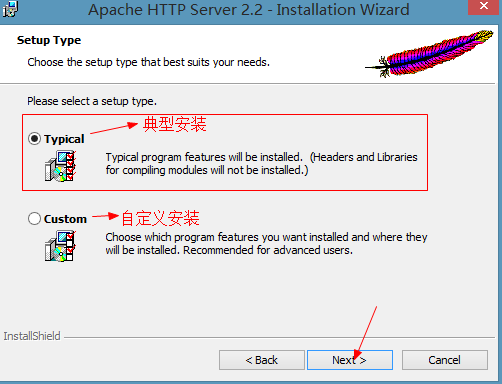 Apache HTTP Server 2.2 - Installation Wizard
Setup Type
Choose the setup type that best suits your needs.
Please select a setup type.
Typical
典型安装
Typical program features will be installed. (Headers and Libraries
for compiling modules will not be installed.)
Custom
自定义安装
Choose which program features you want installed and where they
will be installed. Recommended for advanced users.
InstallShield
< Back
Next >
Cancel